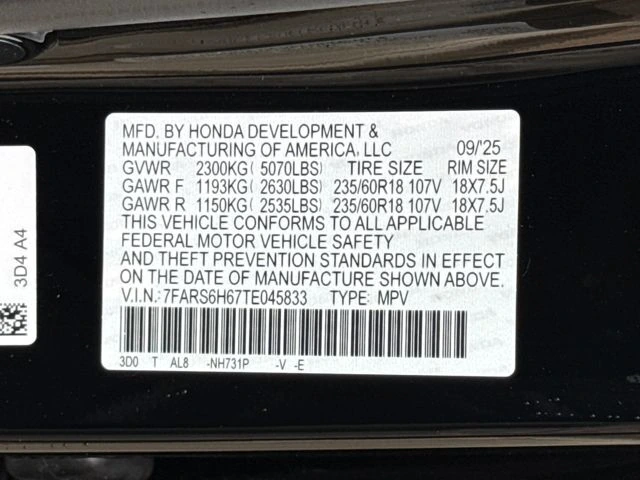 MFD. BY HONDA DEVELOPMENT &
MANUFACTURING OF AMERICA, LLC 09/'25
GVWR 2300KG( 5070LBS) TIRE SIZE RIM SIZE
GAWR F 1193KG( 2630LBS) 235/60R18 107V 18X7.5J
GAWR R 1150KG( 2535LBS) 235/60R18 107V 18X7.5J
THIS VEHICLE CONFORMS TO ALL APPLICABLE
FEDERAL MOTOR VEHICLE SAFETY
AND THEFT PREVENTION STANDARDS IN EFFECT
ON THE DATE OF MANUFACTURE SHOWN ABOVE.
V.I.N.: 7FARS6H67TE045833 TYPE: MPV
3D0 T AL8 -NH731P -V -E
3D4 A4